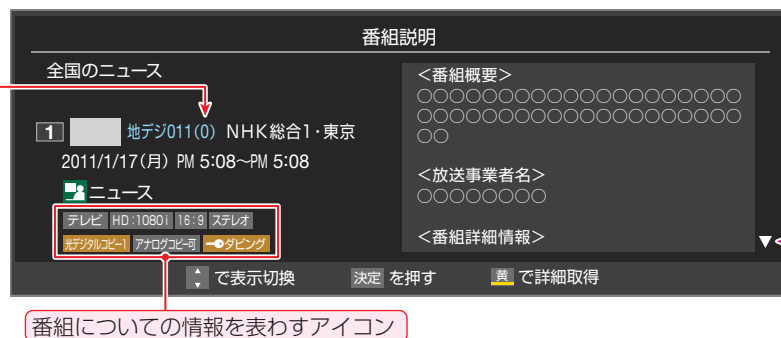 番組説明
全国のニュース
1 地デジ011(0) NHK総合1・東京
2011/1/17(月) PM 5:08~PM 5:08
ニュース
テレビ HD:1080i 16:9 ステレオ
光デジタルコピー1 アナログコピー可 ダビング
<番組概要>
○○○○○○○○○○○○○○○○○○○○
○○○○○○○○○○○○○○○○○○○○
○○
<放送事業者名>
○○○○○○○○
<番組詳細情報>
で表示切換 決定 を押す 黄 で詳細取得
番組についての情報を表わすアイコン